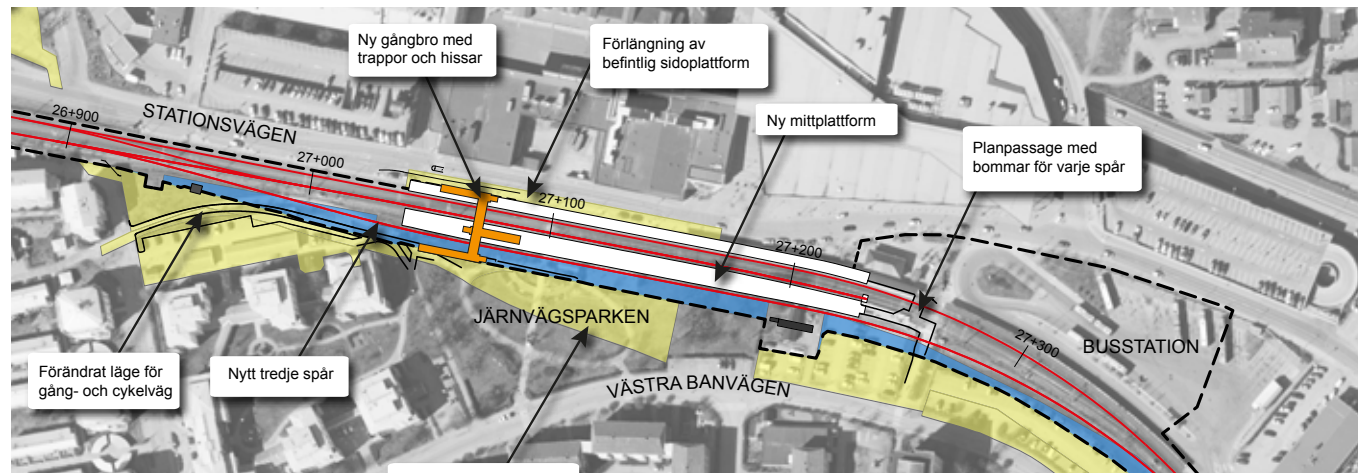 Ny gångbro med
trappor och hissar
Förlängning av
befintlig sidoplattform
26+900
STATIONSVÄGEN
Ny mittplattform
Planpassage med
bommar för varje spår
27+000
27+100
27+200
27+300
JÄRNVÄGSPARKEN
BUSSTATION
Förändrat läge för
gång- och cykelväg
Nytt tredje spår
VÄSTRA BANVÄGEN